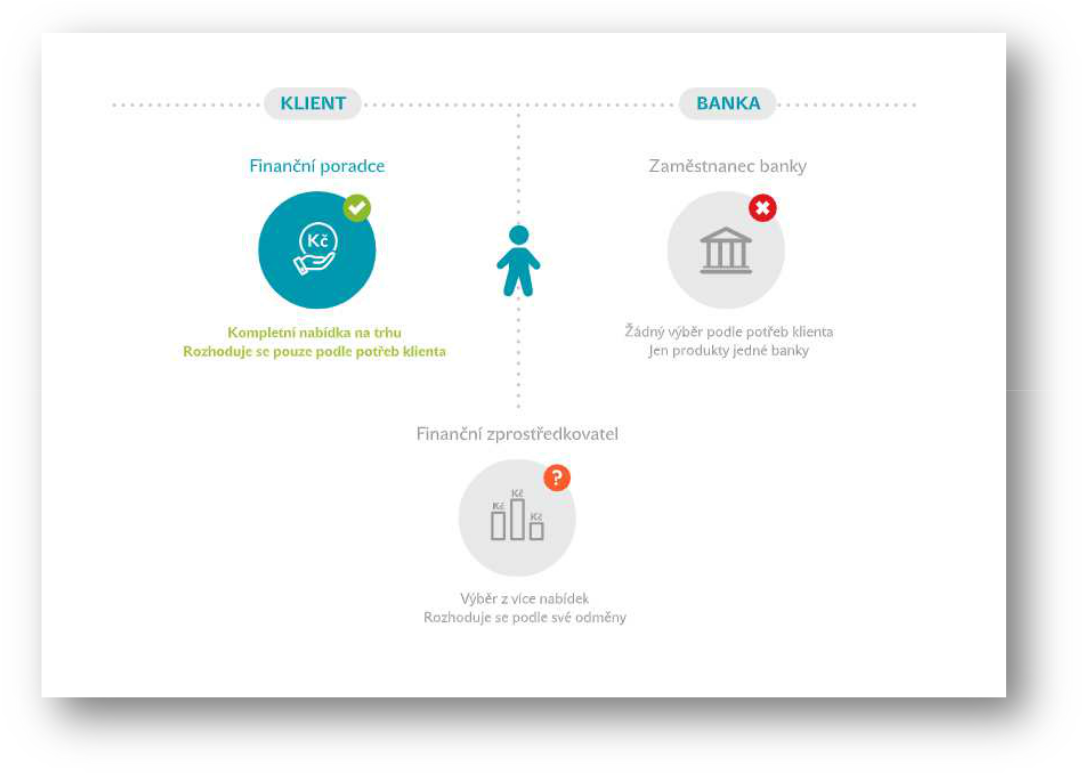 KLIENT
BANKA
Finanční poradce
Zaměstnanec banky
Kč
Kompletní nabídka na trhu
Rozhoduje se pouze podle potřeb klienta
Žádný výběr podle potřeb klienta
Jen produkty jedné banky
Finanční zprostředkovatel
?
Kč
Kč
Kč
Výběr z více nabídek
Rozhoduje se podle své odměny